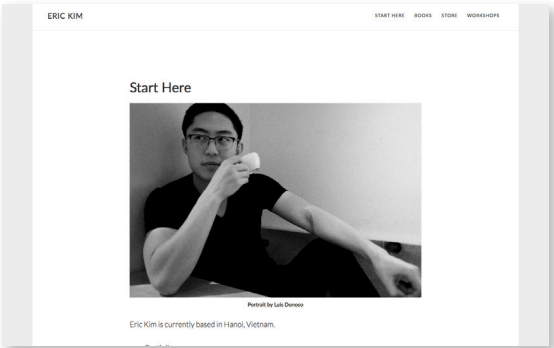 ERIC KIM
START HERE BOOKS STORE WORKSHOPS
Start Here
Portrait by Luis Donoso
Eric Kim is currently based in Hanoi, Vietnam.